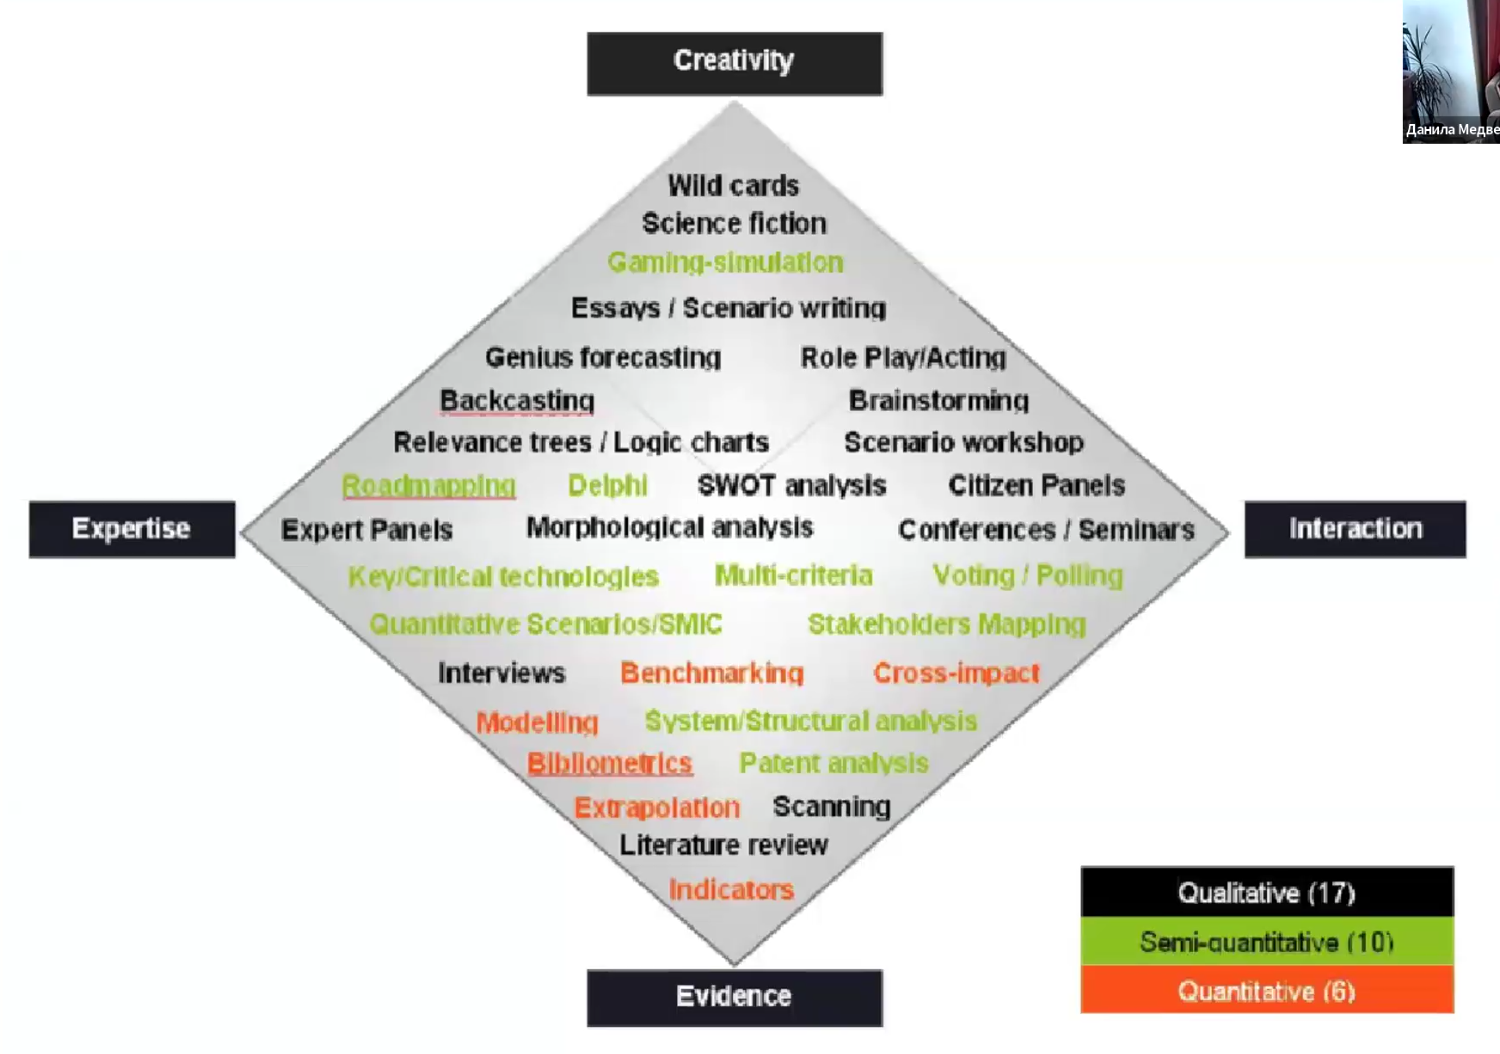 Creativity
Данила Медве
Wild cards
Science fiction
Gaming-simulation
Essays / Scenario writing
Genius forecasting Role Play/Acting
Backcasting Brainstorming
Relevance trees / Logic charts Scenario workshop
Roadmapping Delphi SWOT analysis Citizen Panels
Expertise Expert Panels Morphological analysis Conferences / Seminars Interaction
Key/Critical technologies Multi-criteria Voting / Polling
Quantitative Scenarios/SMIC Stakeholders Mapping
Interviews Benchmarking Cross-impact
Modelling System/Structural analysis
Bibliometrics Patent analysis
Extrapolation Scanning
Literature review
Indicators
Evidence
Qualitative (17)
Semi-quantitative (10)
Quantitative (6)